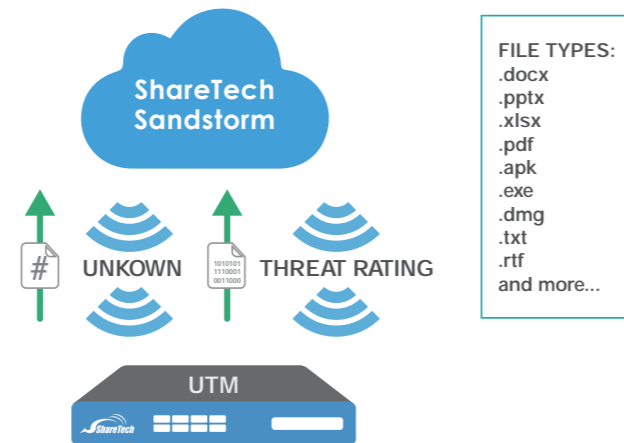 ShareTech
Sandstorm
#
UNKOWN
1010101
1110001
0011000
THREAT RATING
UTM
ShareTech
FILE TYPES:
.docx
.pptx
.xlsx
.pdf
.apk
.exe
.dmg
.txt
.rtf
and more...